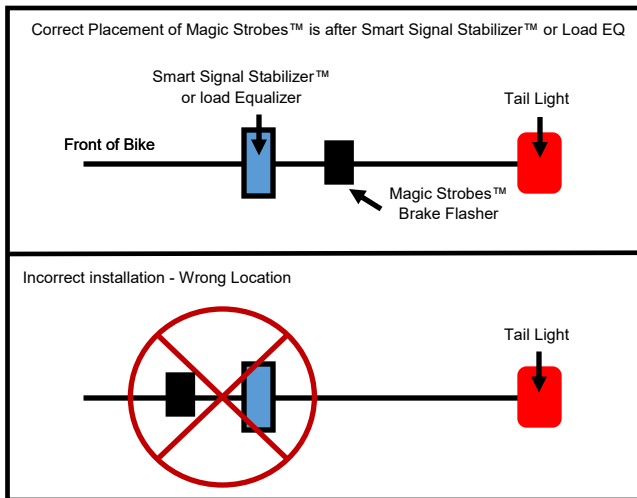 Correct Placement of Magic Strobes™ is after Smart Signal Stabilizer™ or Load EQ
Smart Signal Stabilizer™
or load Equalizer
Tail Light
Front of Bike
Magic Strobes™
Brake Flasher
Incorrect installation - Wrong Location
Tail Light